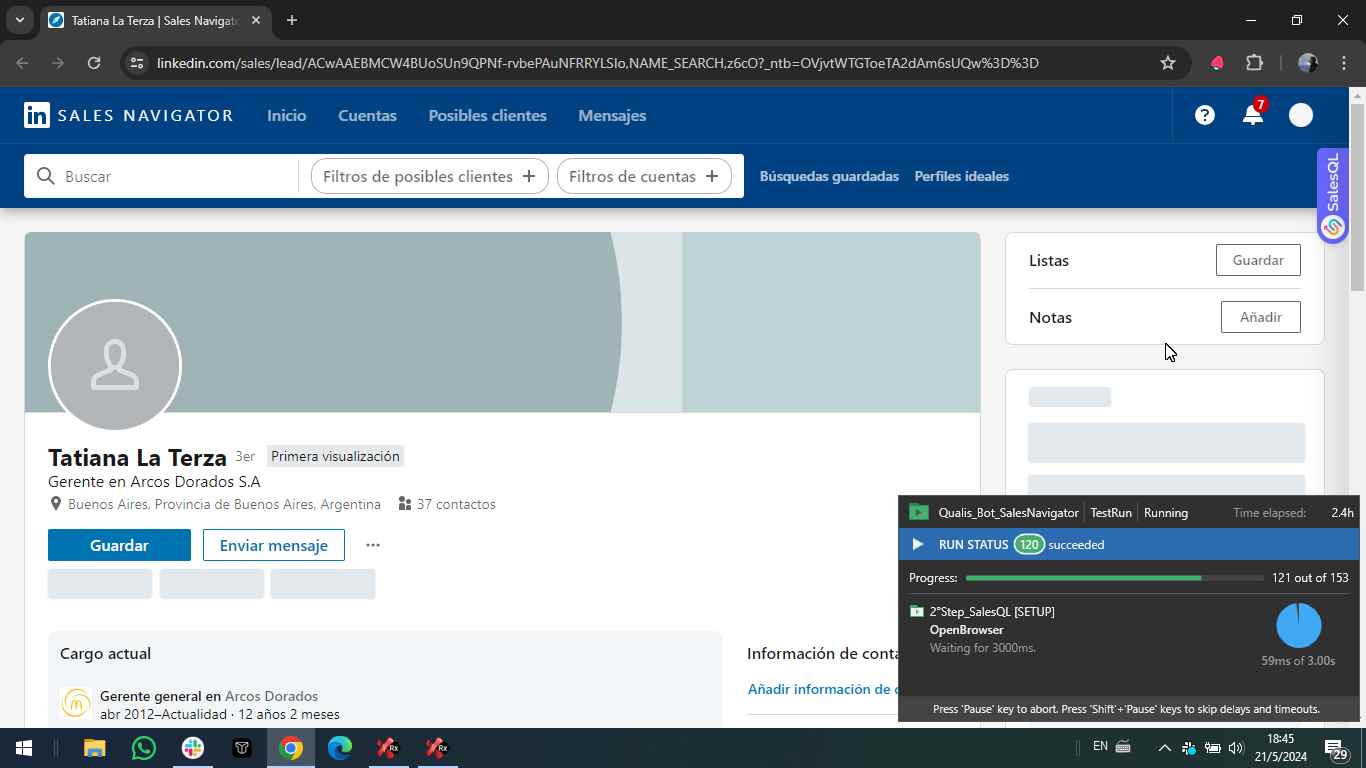 Tatiana La Terza | Sales Navigat
linkedin.com/sales/lead/ACwAAEBMCW4BUoSUn9QPNf-rvbePAuNFRRYLSIo,NAME_SEARCH,z6cO?_ntb=OVjvtWTGToeTA2dAm6sUQw%3D%3D
in SALES NAVIGATOR Inicio Cuentas Posibles clientes Mensajes ? 7
Buscar Filtros de posibles clientes + Filtros de cuentas + Búsquedas guardadas Perfiles ideales
SalesQL
Listas Guardar
Notas Añadir
Tatiana La Terza 3er Primera visualización
Gerente en Arcos Dorados S.A
Buenos Aires, Provincia de Buenos Aires, Argentina 37 contactos
Guardar Enviar mensaje ...
Cargo actual
Gerente general en Arcos Dorados
abr 2012–Actualidad · 12 años 2 meses
Información de conta
Añadir información de c
Qualis_Bot_SalesNavigator TestRun Running Time elapsed: 2.4h
RUN STATUS 120 succeeded
Progress: 121 out of 153
2°Step_SalesQL [SETUP]
OpenBrowser
Waiting for 3000ms.
59ms of 3.00s
Press 'Pause' key to abort. Press 'Shift'+'Pause' keys to skip delays and timeouts.
Rx Rx EN 18:45
21/5/2024 29